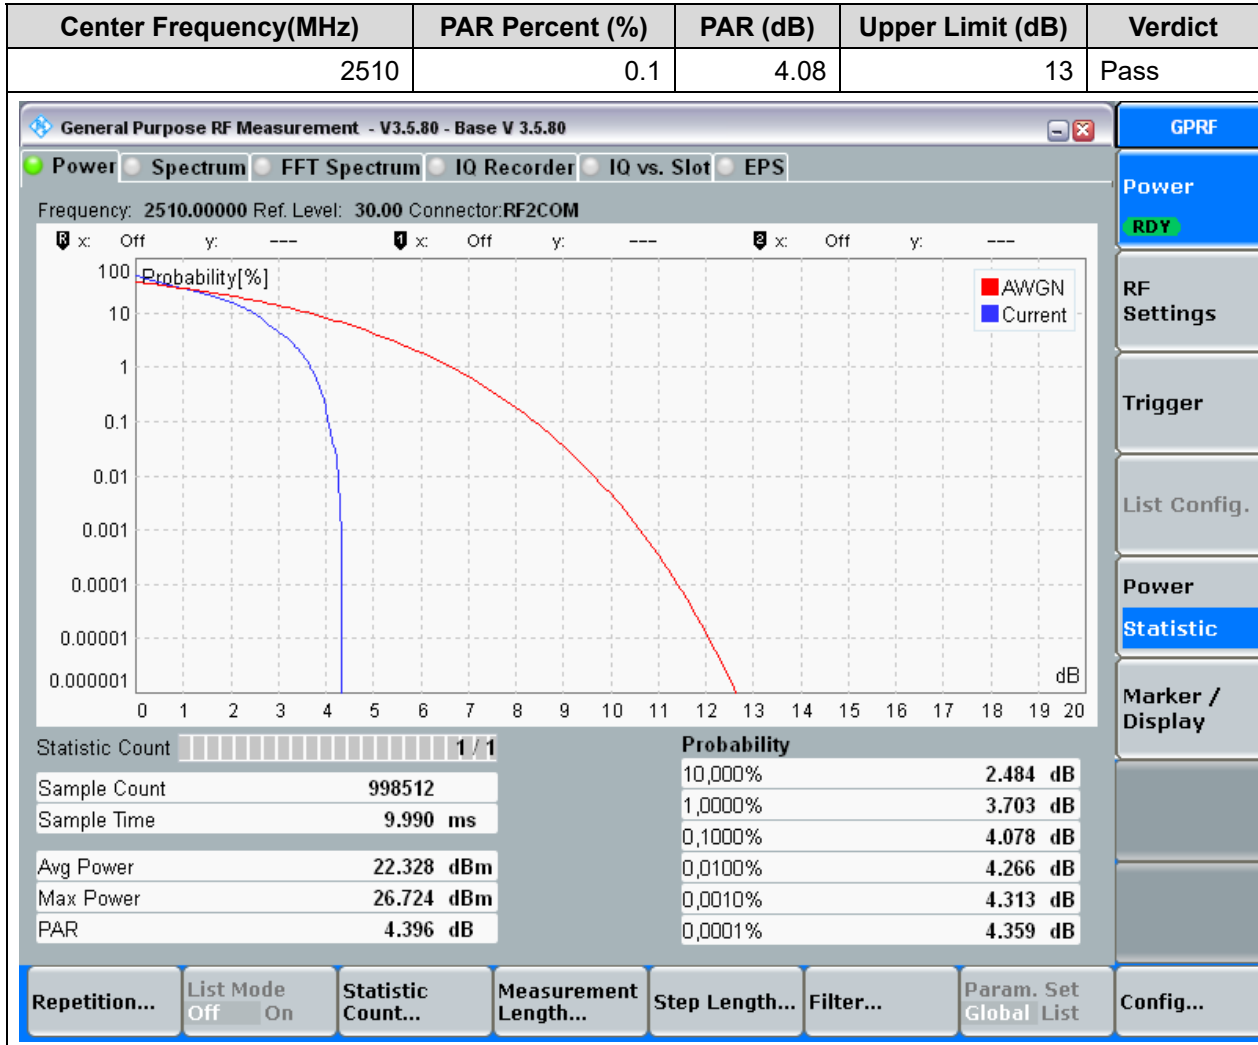 Center Frequency(MHz) PAR Percent (%) PAR (dB) Upper Limit (dB) Verdict
2510 0.1 4.08 13 Pass
General Purpose RF Measurement - V3.5.80 - Base V 3.5.80
GPRF
Power Spectrum FFT Spectrum IQ Recorder IQ vs. Slot EPS
Frequency: 2510.00000 Ref. Level: 30.00 Connector:RF2COM
R x: Off y: --- 1 x: Off y: --- 2 x: Off y: ---
Probability[%]
AWGN
Current
100
10
1
0.1
0.01
0.001
0.0001
0.00001
0.000001
dB
0 1 2 3 4 5 6 7 8 9 10 11 12 13 14 15 16 17 18 19 20
Statistic Count 1 / 1
Sample Count 998512
Sample Time 9.990 ms
Avg Power 22.328 dBm
Max Power 26.724 dBm
PAR 4.396 dB
Probability
10,000% 2.484 dB
1,0000% 3.703 dB
0,1000% 4.078 dB
0,0100% 4.266 dB
0,0010% 4.313 dB
0,0001% 4.359 dB
Power
RDY
RF
Settings
Trigger
List Config.
Power
Statistic
Marker /
Display
Repetition...
List Mode
Off On
Statistic
Count...
Measurement
Length...
Step Length...
Filter...
Param. Set
Global List
Config...